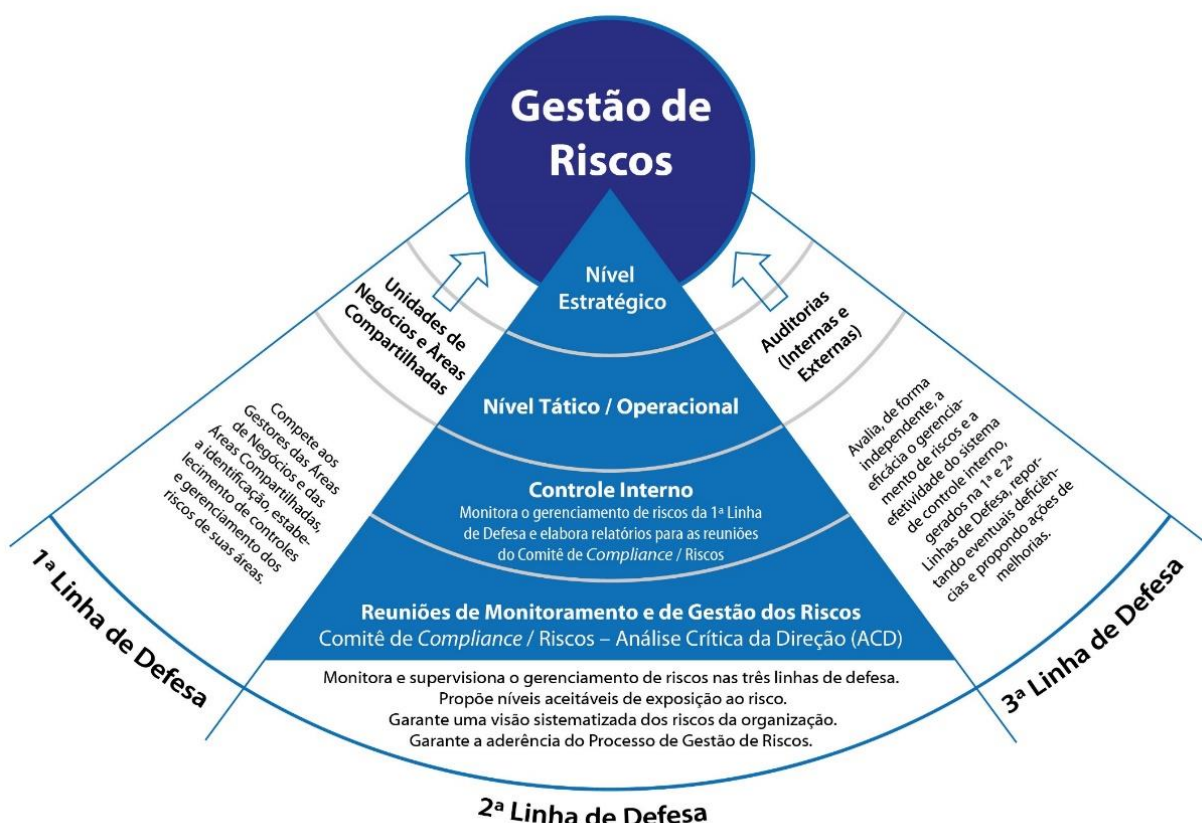 Gestão de
Riscos
Nível
Estratégico
Nível Tático / Operacional
Controle Interno
Monitora o gerenciamento de riscos da 1ª Linha
de Defesa e elabora relatórios para as reuniões
do Comitê de Compliance / Riscos
Reuniões de Monitoramento e de Gestão dos Riscos
Comitê de Compliance / Riscos – Análise Crítica da Direção (ACD)
Monitora e supervisiona o gerenciamento de riscos nas três linhas de defesa.
Propõe níveis aceitáveis de exposição ao risco.
Garante uma visão sistematizada dos riscos da organização.
Garante a aderência do Processo de Gestão de Riscos.
Unidades de
Negócios e Áreas
Compartilhadas
Compete aos
Gestores das Áreas
de Negócios e das
Áreas Compartilhadas,
a identificação, estabe-
lecimento de controles
e gerenciamento dos
riscos de suas áreas.
1ª Linha de Defesa
Auditorias
(Internas e
Externas)
Avalia, de forma
independente, a
eficácia o gerencia-
mento de riscos e a
efetividade do sistema
de controle interno,
gerados na 1ª e 2ª
Linhas de Defesa, repor-
tando eventuais deficiên-
cias e propondo ações de
melhorias.
3ª Linha de Defesa
2ª Linha de Defesa